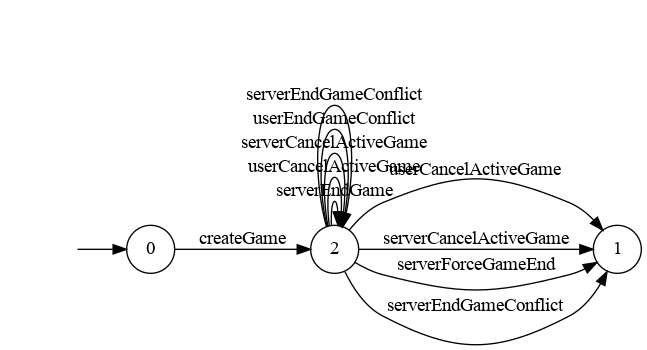 serverEndGameConflict
userEndGameConflict
serverCancelActiveGame
userCancelActiveGame
userCancelActiveGame
serverEndGame
createGame
serverCancelActiveGame
0
2
1
serverForceGameEnd
serverEndGameConflict